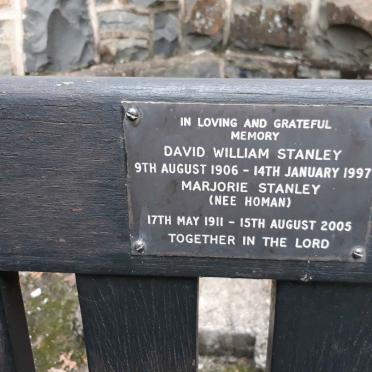 IN LOVING AND GRATEFUL
MEMORY
DAVID WILLIAM STANLEY
9TH AUGUST 1906 - 14TH JANUARY 1997
MARJORIE STANLEY
(NEE HOMAN)
17TH MAY 1911 - 15TH AUGUST 2005
TOGETHER IN THE LORD